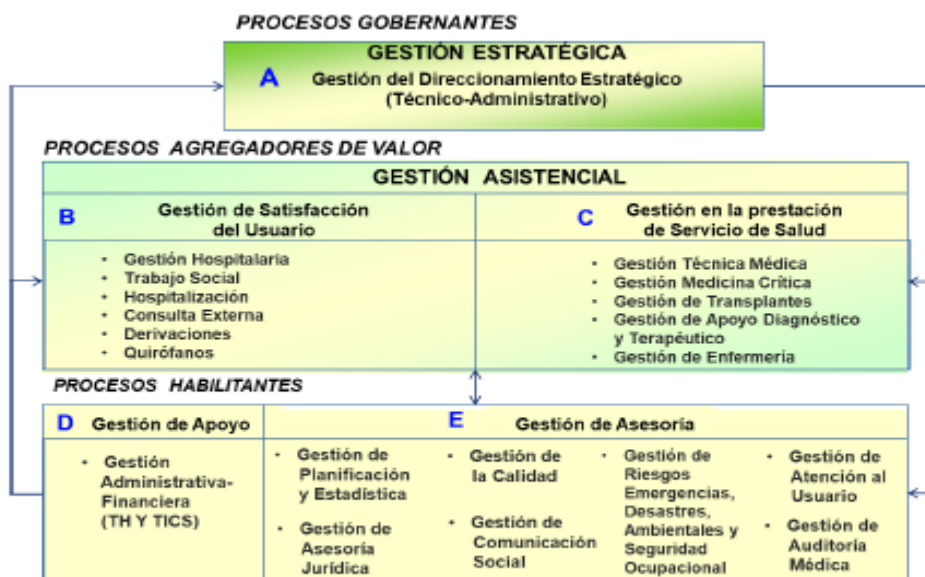 PROCESOS GOBERNANTES
GESTIÓN ESTRATÉGICA
A
Gestión del Direccionamiento Estratégico
(Técnico-Administrativo)
PROCESOS AGREGADORES DE VALOR
GESTIÓN ASISTENCIAL
B
Gestión de Satisfacción
del Usuario
• Gestión Hospitalaria
• Trabajo Social
• Hospitalización
• Consulta Externa
• Derivaciones
• Quirófanos
C
Gestión en la prestación
de Servicio de Salud
• Gestión Técnica Médica
• Gestión Medicina Crítica
• Gestión de Transplantes
• Gestión de Apoyo Diagnóstico
y Terapéutico
• Gestión de Enfermería
PROCESOS HABILITANTES
D
Gestión de Apoyo
• Gestión
Administrativa-
Financiera
(TH Y TICS)
E
Gestión de Asesoría
• Gestión de
Planificación
y Estadística
• Gestión de
Asesoría
Jurídica
• Gestión de
la Calidad
• Gestión de
Comunicación
Social
• Gestión de
Riesgos
Emergencias,
Desastres,
Ambientales y
Seguridad
Ocupacional
• Gestión de
Atención al
Usuario
• Gestión de
Auditoría
Médica